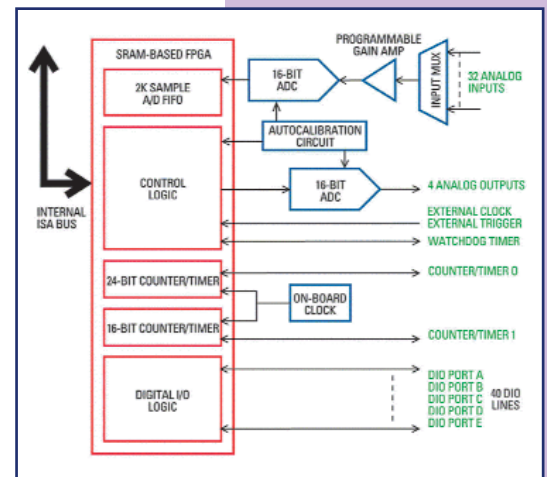 SRAM-BASED FPGA
2K SAMPLE
A/D FIFO
16-BIT
ADC
PROGRAMMABLE
GAIN AMP
INPUT MUX
32 ANALOG
INPUTS
AUTOCALIBRATION
CIRCUIT
CONTROL
LOGIC
16-BIT
ADC
4 ANALOG OUTPUTS
INTERNAL
ISA BUS
EXTERNAL CLOCK
EXTERNAL TRIGGER
WATCHDOG TIMER
24-BIT COUNTER/TIMER
COUNTER/TIMER 0
ON-BOARD
CLOCK
16-BIT COUNTER/TIMER
COUNTER/TIMER 1
DIGITAL I/O
LOGIC
DIO PORT A
DIO PORT B
DIO PORT C
DIO PORT D
DIO PORT E
40 DIO
LINES